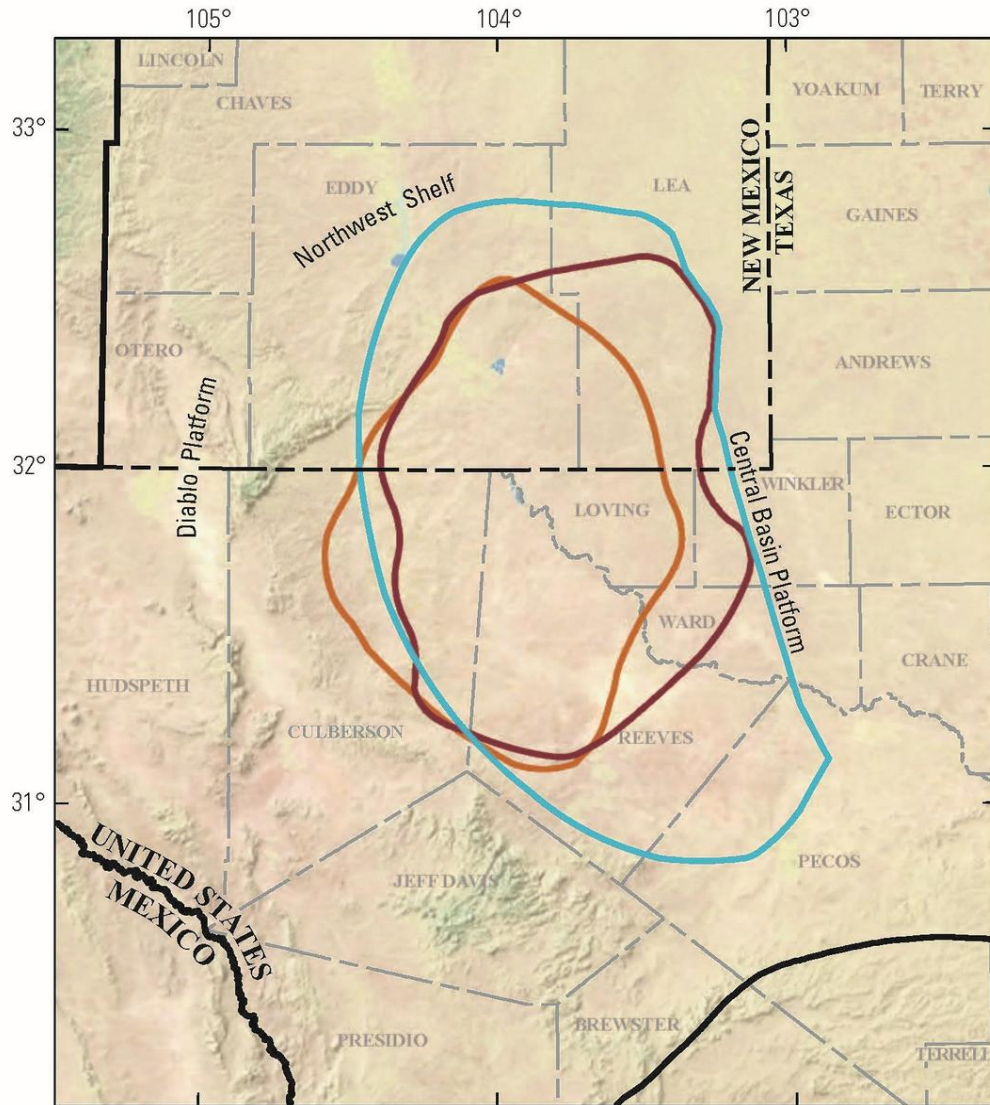 105°
104°
103°
LINCOLN
CHAVES
YOAKUM
TERRY
33°
EDDY
LEA
NEW MEXICO
TEXAS
GAINES
Northwest Shelf
OTERO
ANDREWS
Diablo Platform
32°
Central Basin Platform
WINKLER
LOVING
ECTOR
WARD
CRANE
HUDSPETH
CULBERSON
REEVES
31°
UNITED STATES
MEXICO
PECOS
JEFF DAVIS
PRESIDIO
BREWSTER
TERRELL